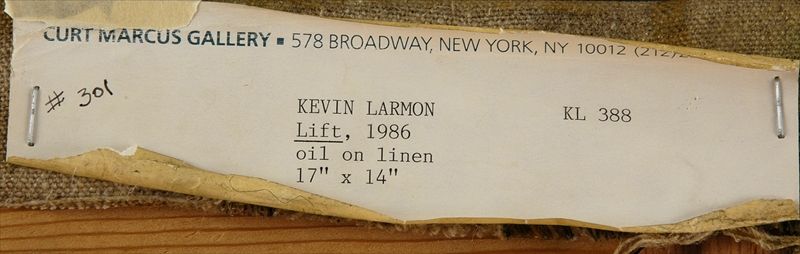 CURT MARCUS GALLERY ▪ 578 BROADWAY, NEW YORK, NY 10012 (212)
# 301
KEVIN LARMON KL 388
Lift, 1986
oil on linen
17" x 14"